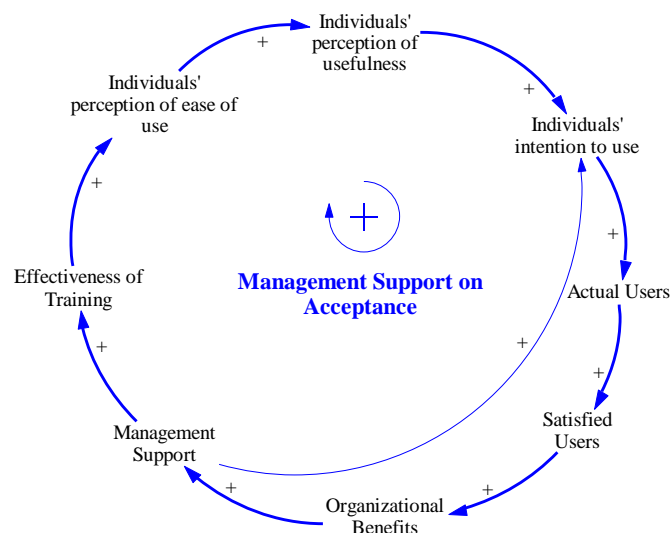 Individuals'
perception of
usefulness
+
+
Individuals'
perception of ease of
use
Individuals'
intention to use
+
+
+
Management Support on
Acceptance
Effectiveness of
Training
Actual Users
+
+
+
Satisfied
Users
Management
Support
+
+
Organizational
Benefits